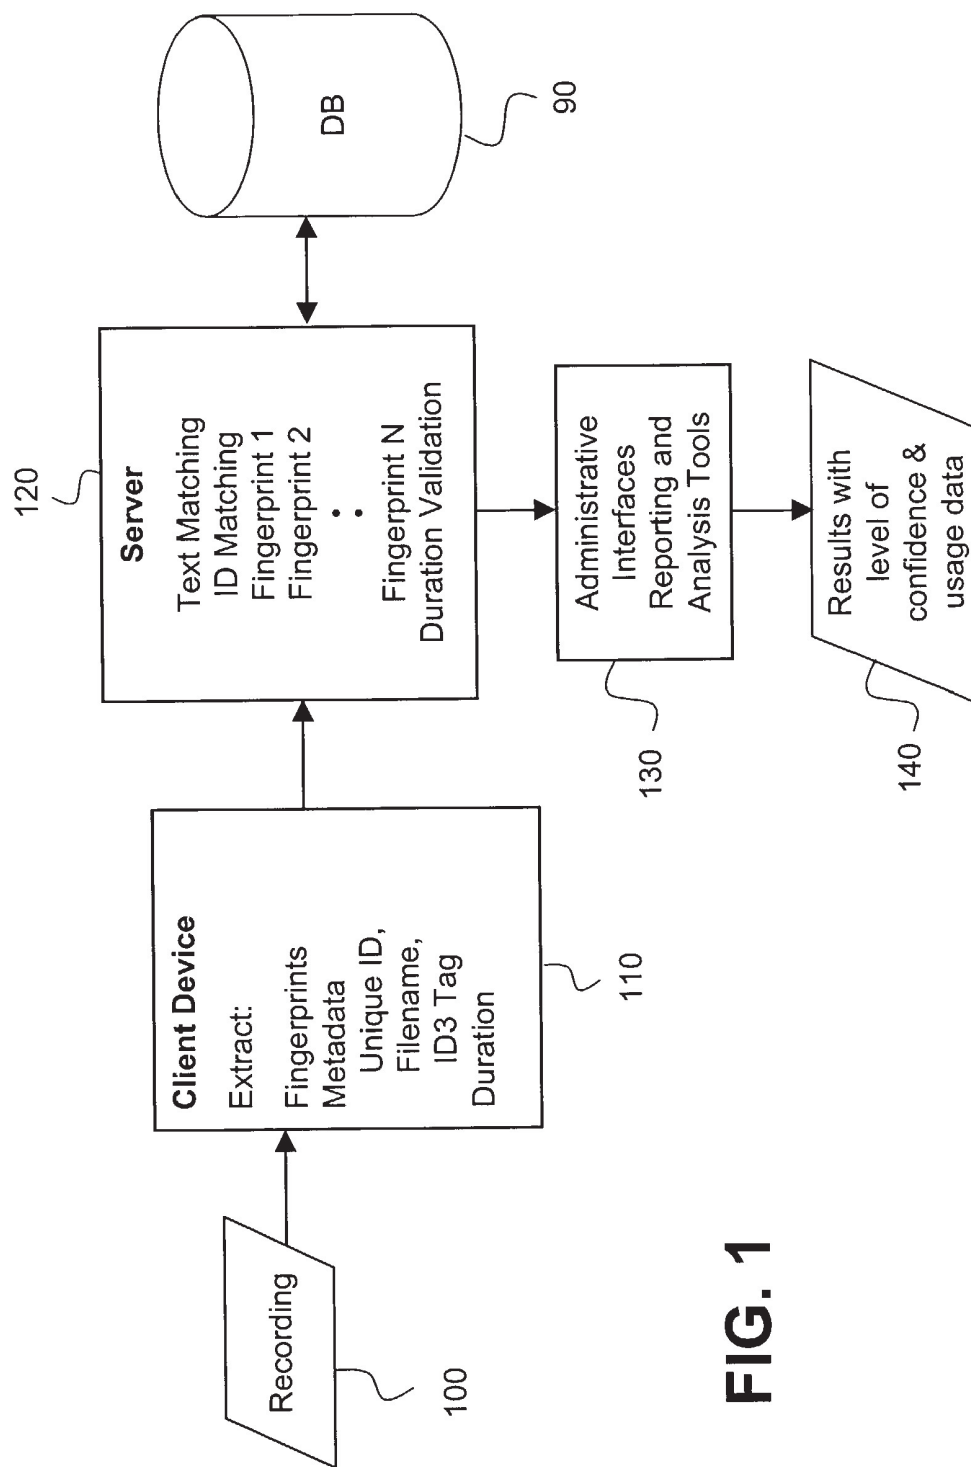 120
Server
Text Matching
ID Matching
Fingerprint 1
Fingerprint 2
Fingerprint N
Duration Validation
DB
90
Client Device
Extract:
Fingerprints
Metadata
Unique ID,
Filename,
ID3 Tag
Duration
110
Recording
100
Administrative
Interfaces
Reporting and
Analysis Tools
130
Results with
level of
confidence &
usage data
140
FIG. 1